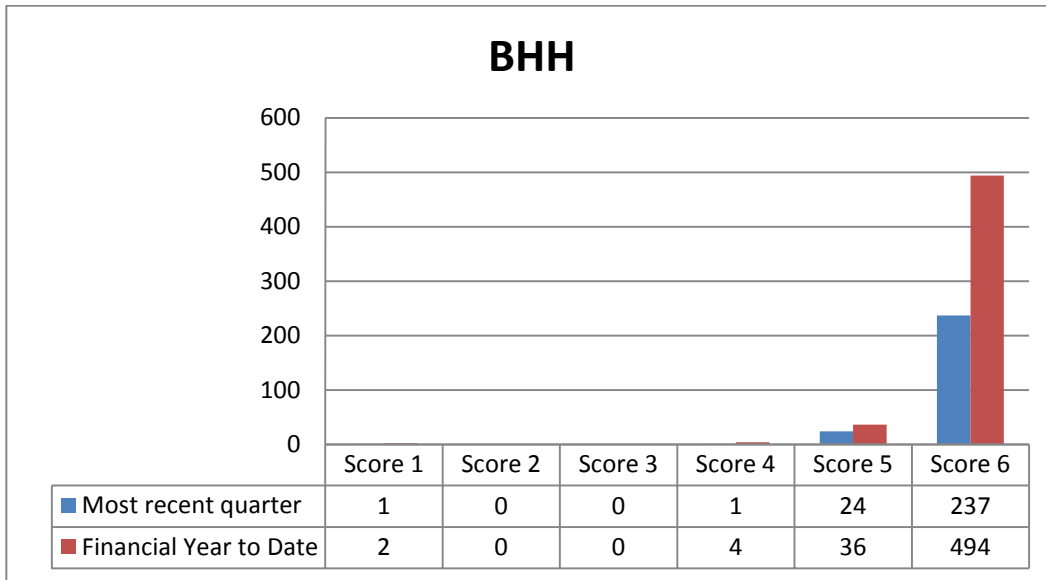 BHH
600
500
400
300
200
100
0
Score 1 Score 2 Score 3 Score 4 Score 5 Score 6
Most recent quarter 1 0 0 1 24 237
Financial Year to Date 2 0 0 4 36 494